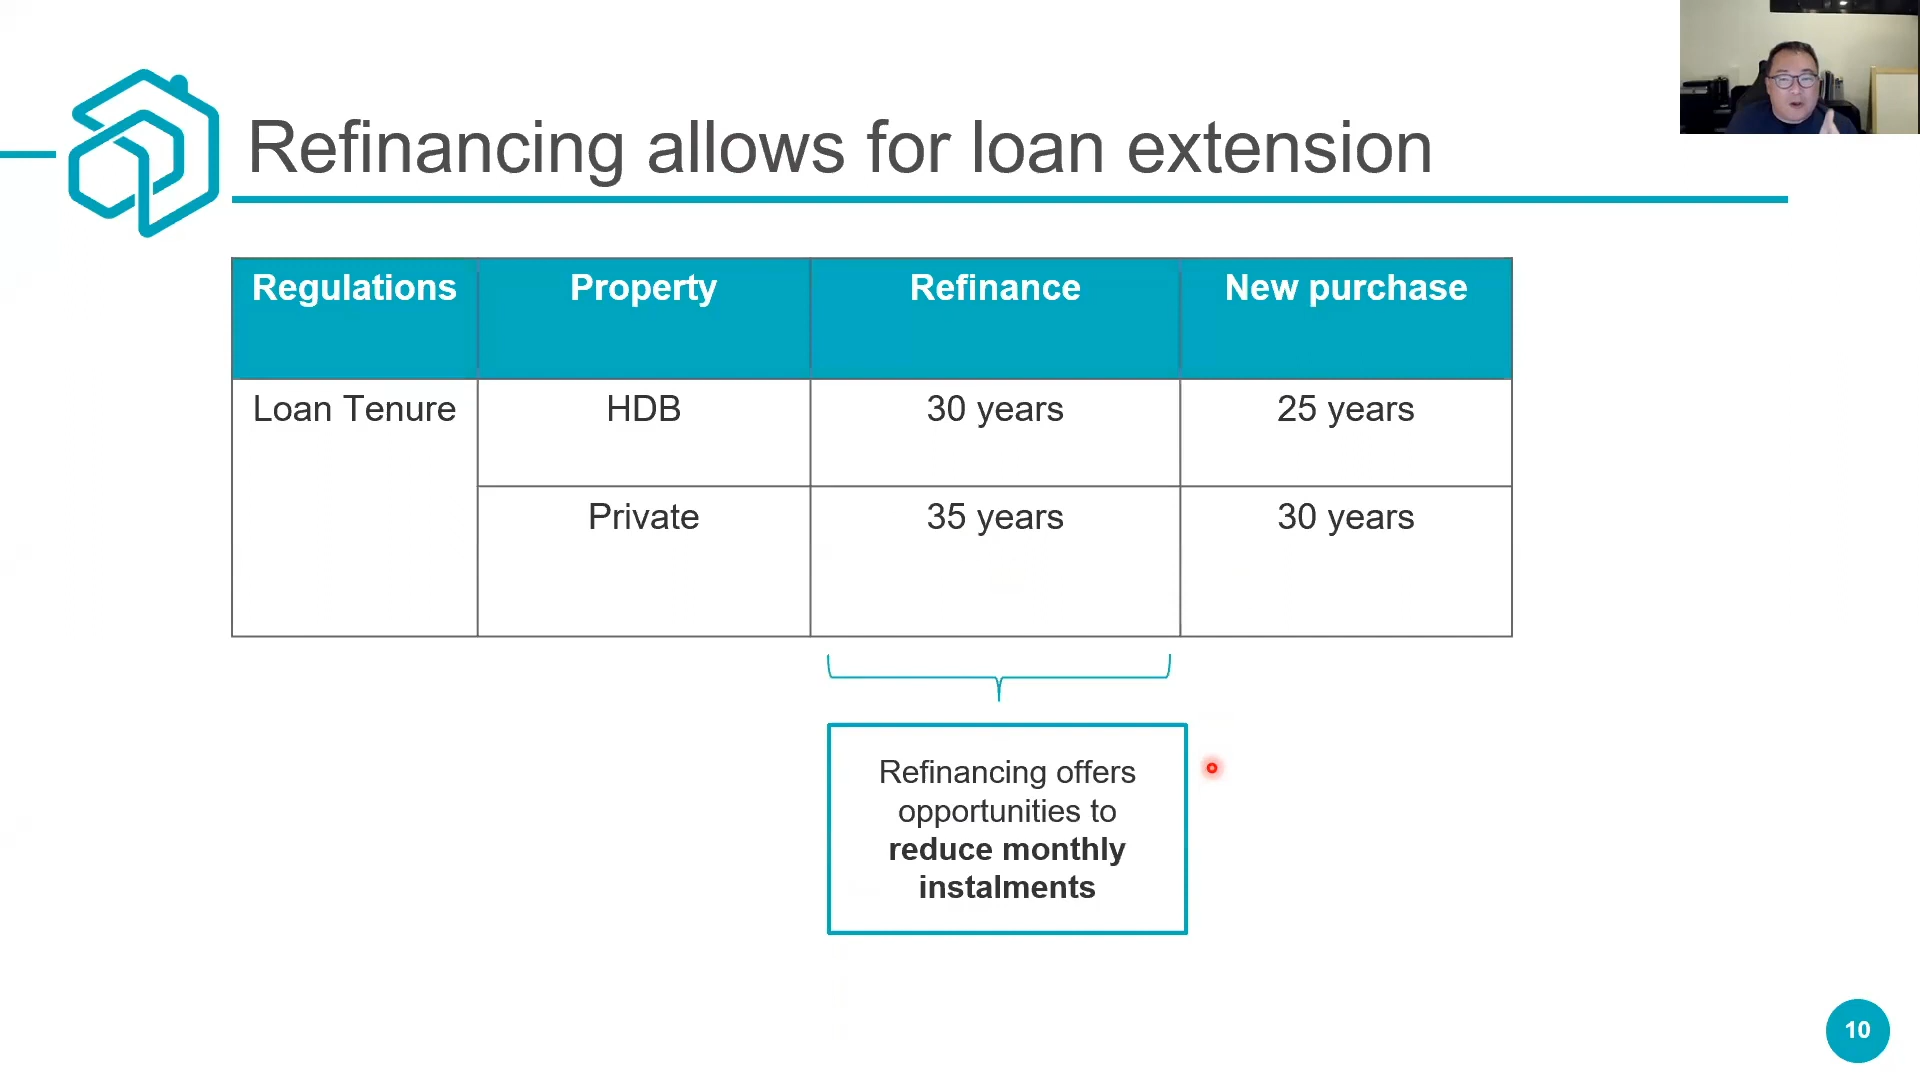 Refinancing allows for loan extension
Regulations Property Refinance New purchase
Loan Tenure HDB 30 years 25 years
Private 35 years 30 years
Refinancing offers
opportunities to
reduce monthly
instalments
10